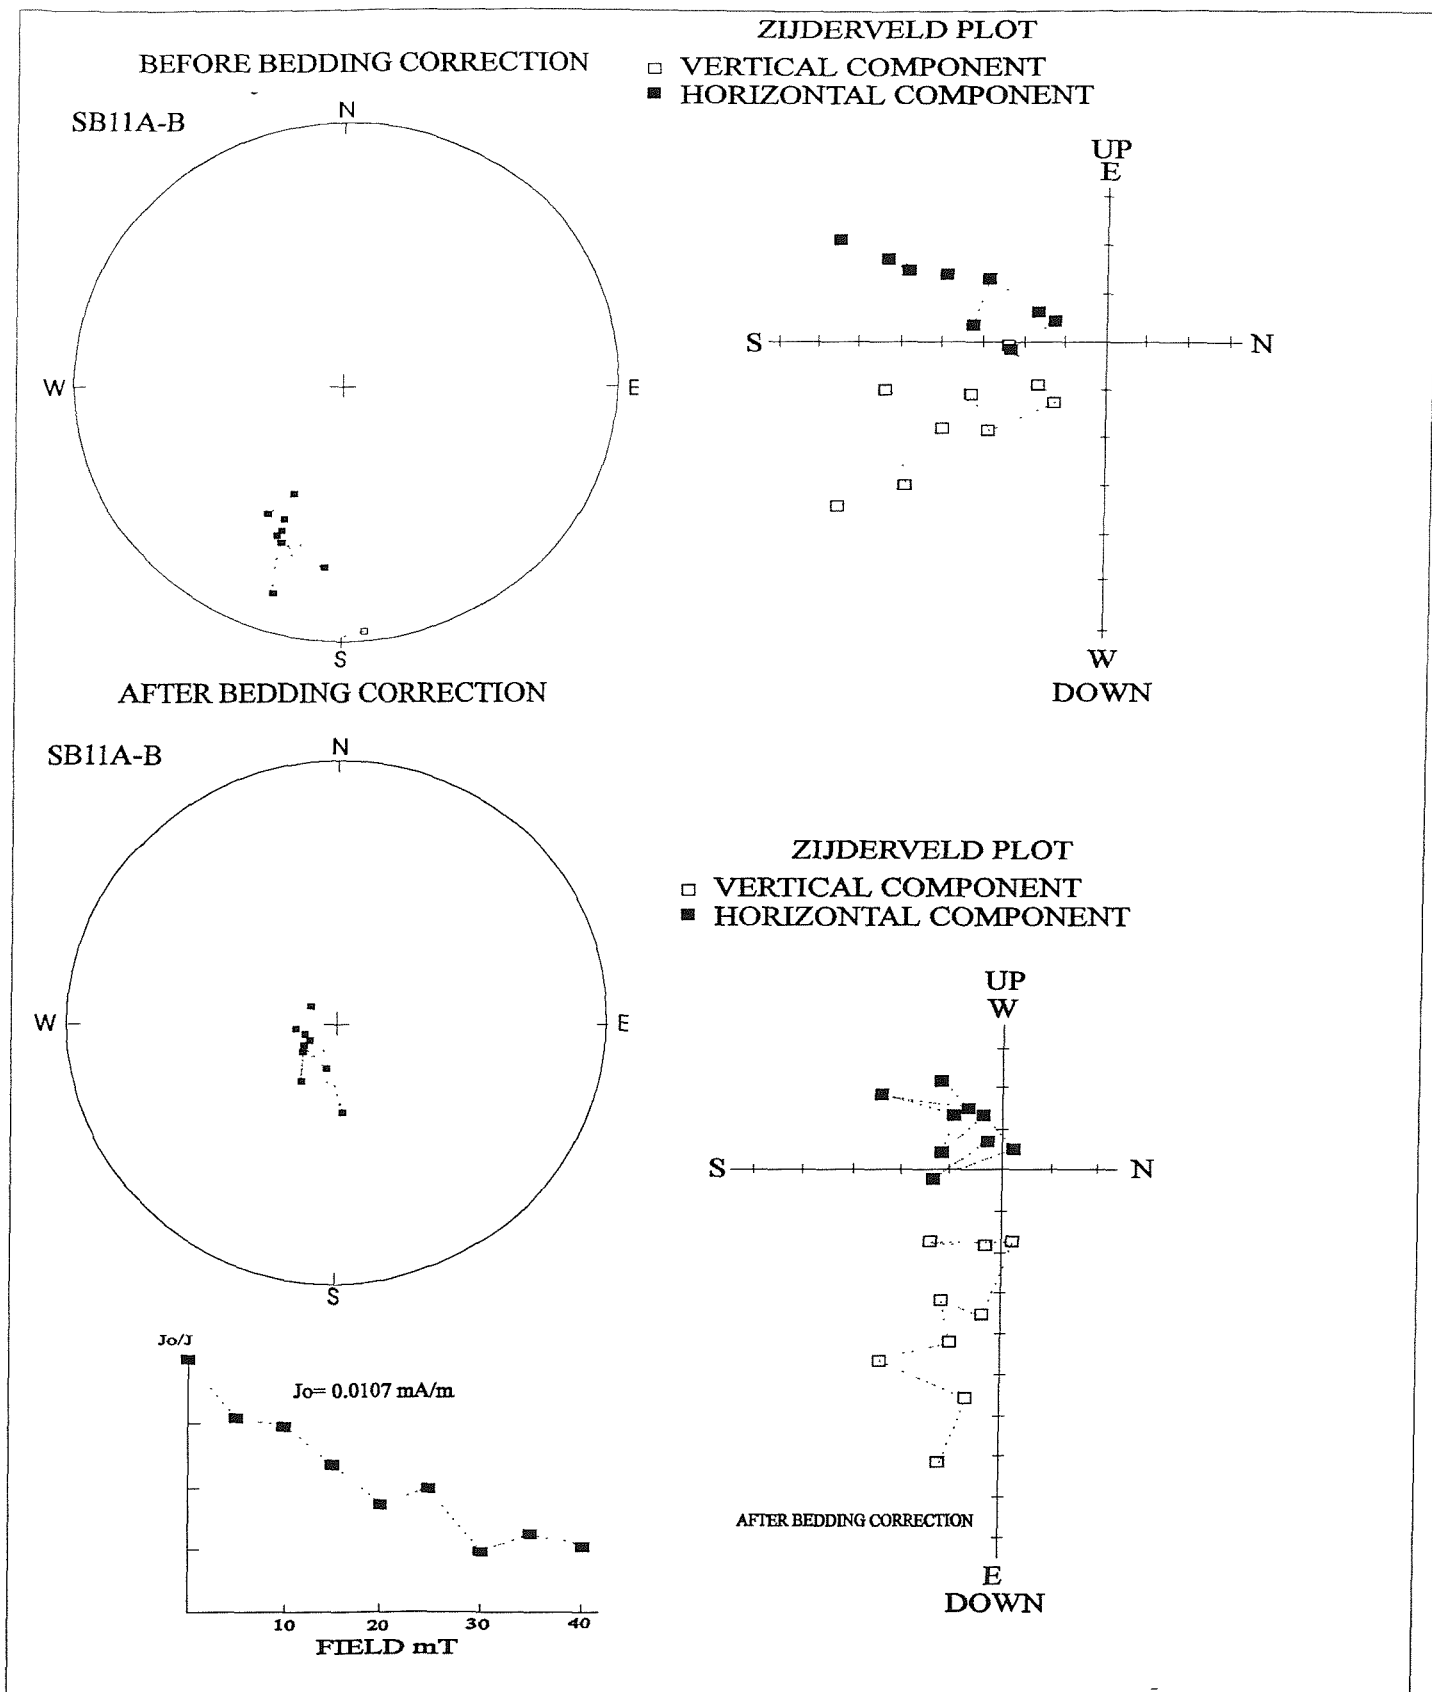 BEFORE BEDDING CORRECTION
SB11A-B
N
W
E
S
ZIJDERVELD PLOT
VERTICAL COMPONENT
HORIZONTAL COMPONENT
UP
E
S
N
W
DOWN
AFTER BEDDING CORRECTION
SB11A-B
N
W
E
S
ZIJDERVELD PLOT
VERTICAL COMPONENT
HORIZONTAL COMPONENT
UP
W
S
N
AFTER BEDDING CORRECTION
E
DOWN
Jo/J
Jo= 0.0107 mA/m
10 20 30 40
FIELD mT